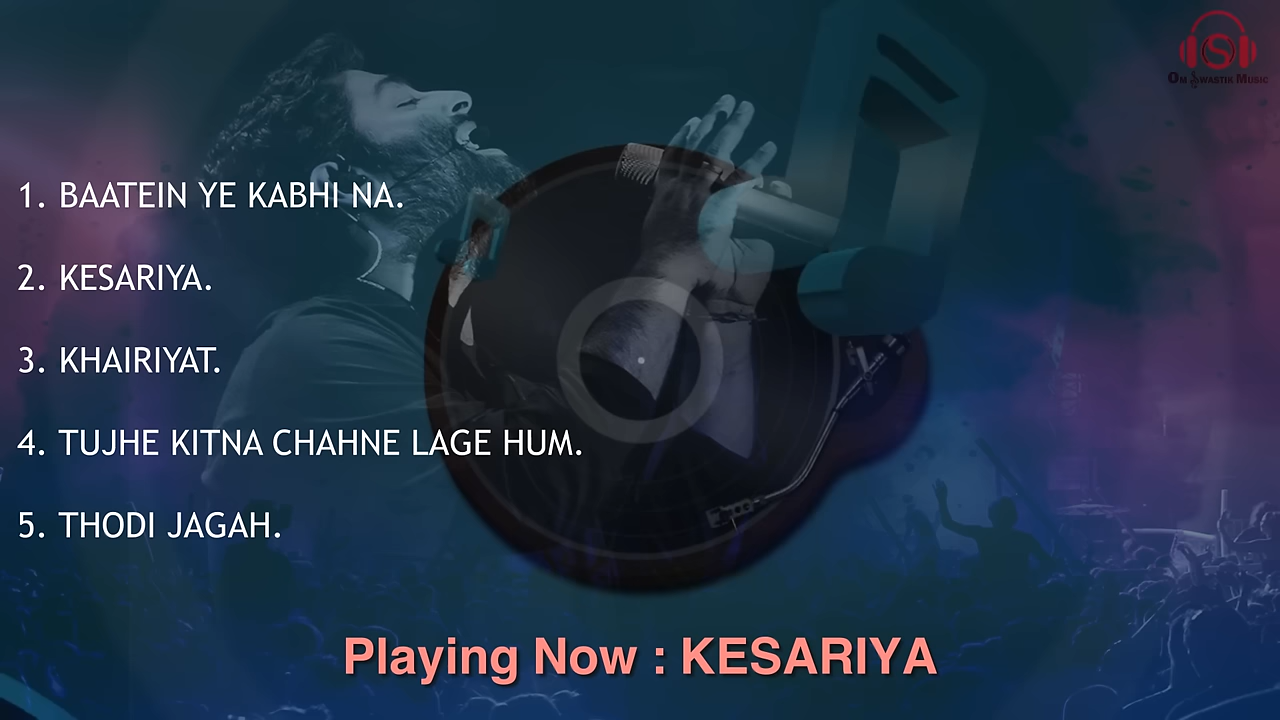 OM SWASTIK MUSIC
1. BAATEIN YE KABHI NA.
2. KESARIYA.
3. KHAIRIYAT.
4. TUJHE KITNA CHAHNE LAGE HUM.
5. THODI JAGAH.
Playing Now : KESARIYA